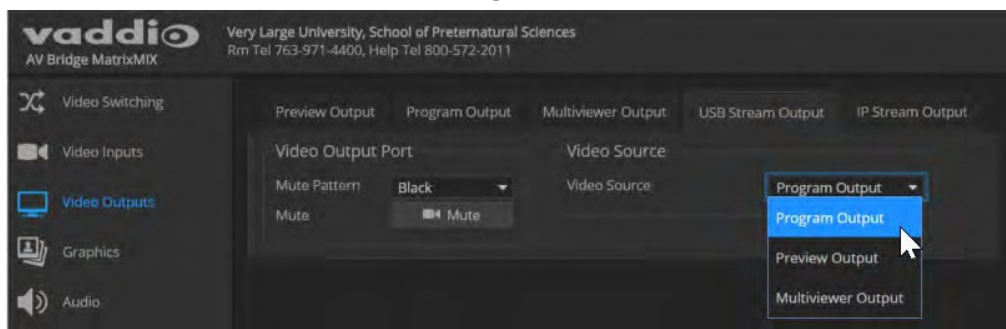 vaddio
AV Bridge MatrixMIX
Very Large University, School of Preternatural Sciences
Rm Tel 763-971-4400, Help Tel 800-572-2011
Video Switching
Video Inputs
Video Outputs
Graphics
Audio
Preview Output
Program Output
Multiviewer Output
USB Stream Output
IP Stream Output
Video Output Port
Mute Pattern
Black
Mute
Mute
Video Source
Video Source
Program Output
Program Output
Preview Output
Multiviewer Output